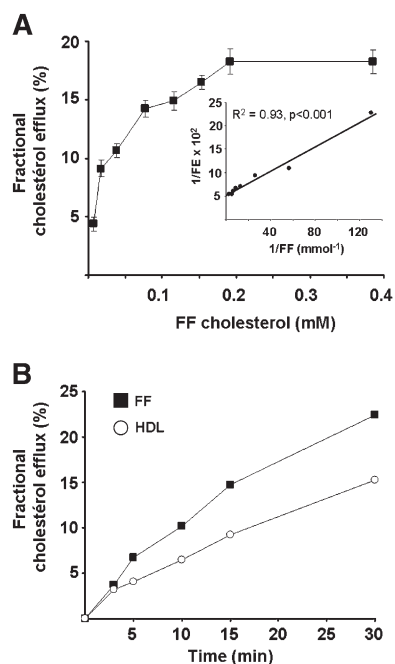 A
Fractional
cholestérol efflux (%)
20
15
10
5
0.1
0.2
0.3
0.4
FF cholesterol (mM)
R² = 0.93, p<0.001
1/FE x 10²
25
20
15
10
5
40
80
120
1/FF (mmol⁻¹)
B
Fractional
cholestérol efflux (%)
25
20
15
10
5
FF
HDL
5
10
15
20
25
30
Time (min)